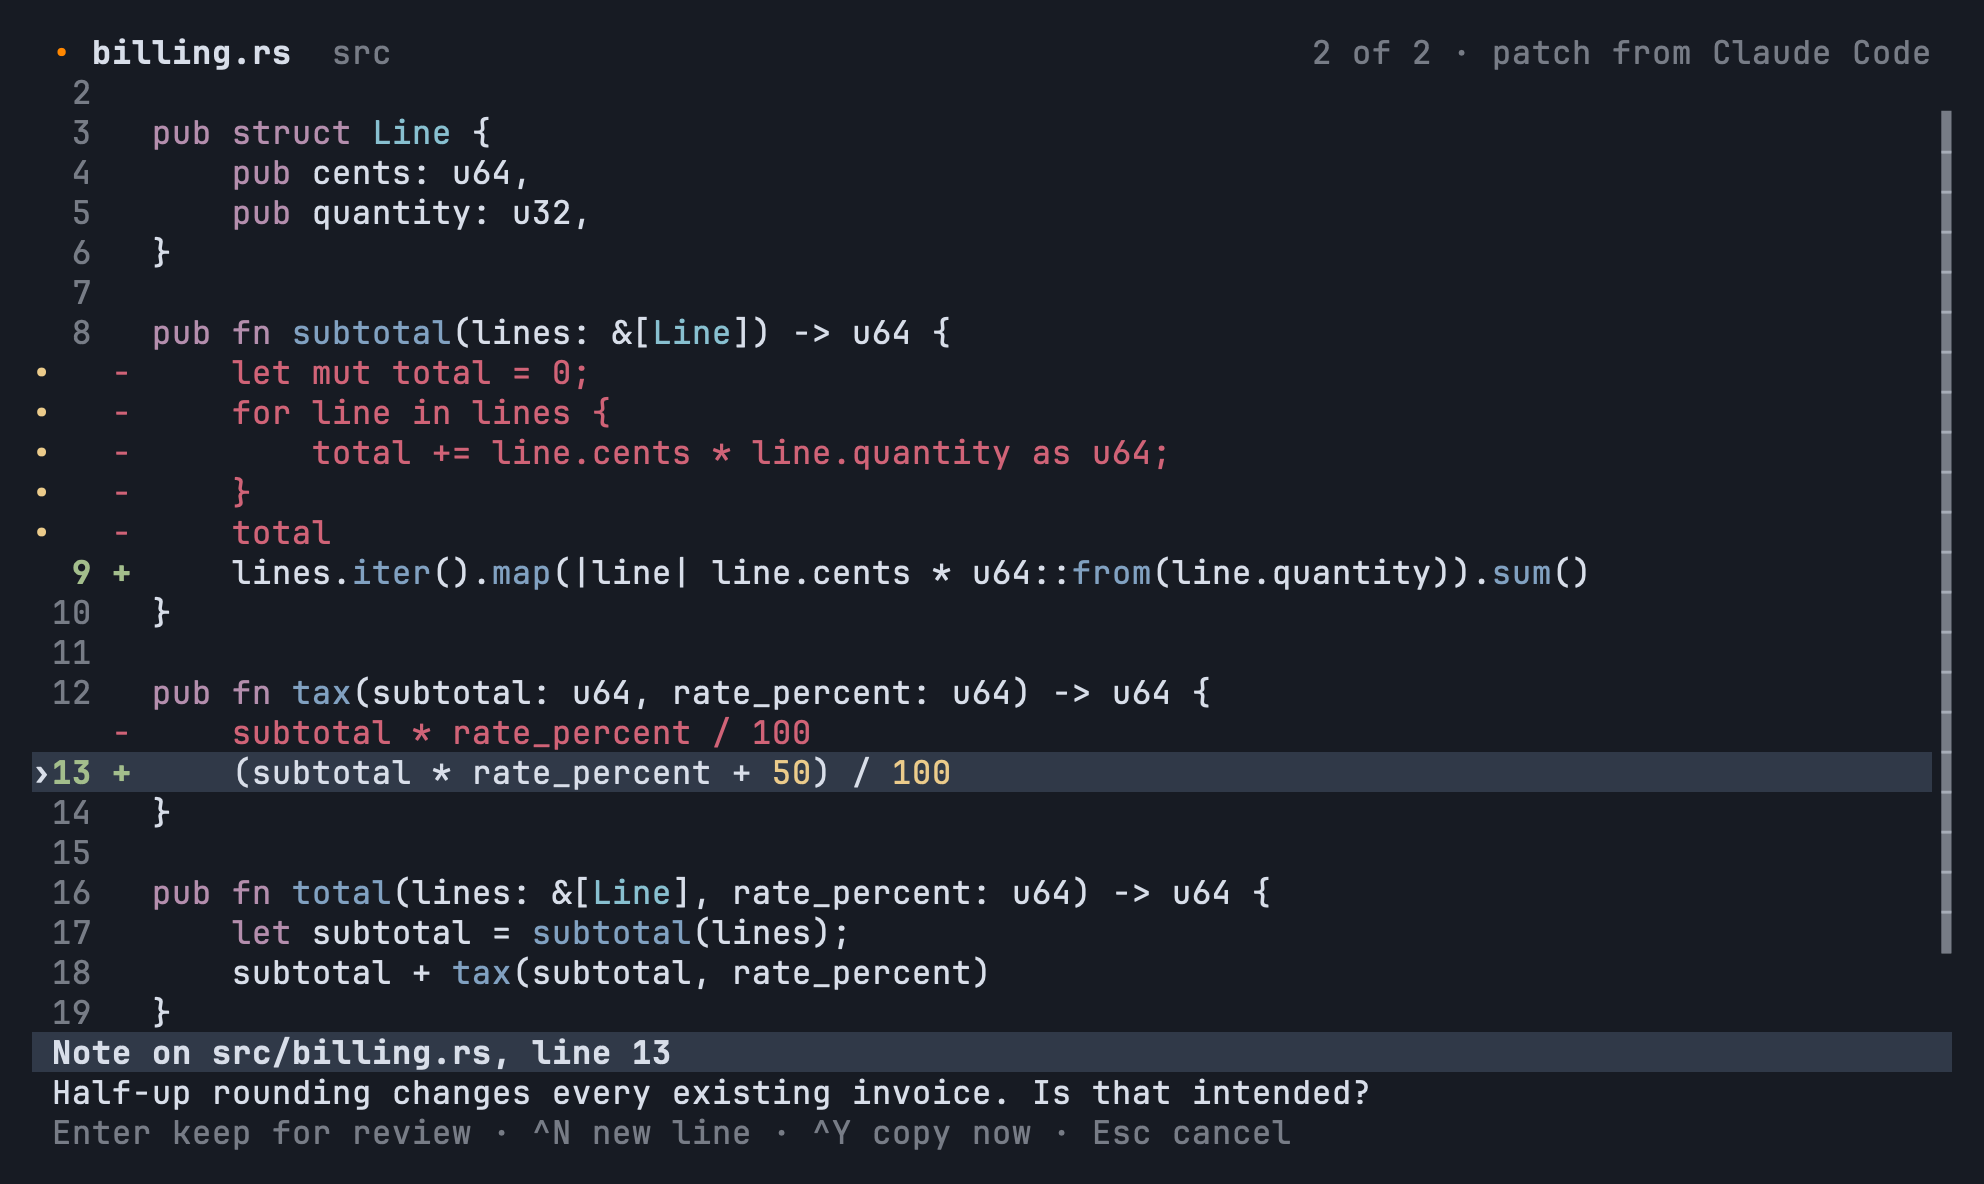 • billing.rs  src  2 of 2 · patch from Claude Code
2
3   pub struct Line {
4       pub cents: u64,
5       pub quantity: u32,
6   }
7
8   pub fn subtotal(lines: &[Line]) -> u64 {
•   -     let mut total = 0;
•   -     for line in lines {
•   -         total += line.cents * line.quantity as u64;
•   -     }
•   -     total
9 +     lines.iter().map(|line| line.cents * u64::from(line.quantity)).sum()
10  }
11
12  pub fn tax(subtotal: u64, rate_percent: u64) -> u64 {
-     subtotal * rate_percent / 100
›13 +     (subtotal * rate_percent + 50) / 100
14  }
15
16  pub fn total(lines: &[Line], rate_percent: u64) -> u64 {
17      let subtotal = subtotal(lines);
18      subtotal + tax(subtotal, rate_percent)
19  }
Note on src/billing.rs, line 13
Half-up rounding changes every existing invoice. Is that intended?
Enter keep for review · ^N new line · ^Y copy now · Esc cancel